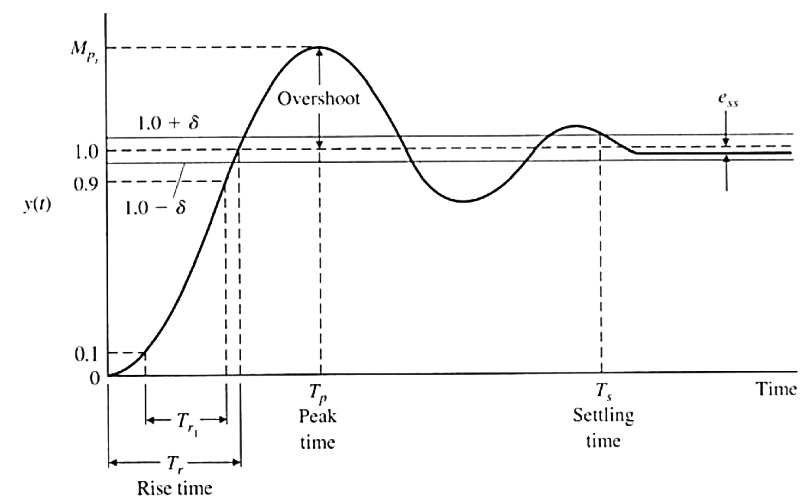 M_{p_t}
Overshoot
e_{ss}
1.0 + δ
1.0
0.9
y(t)
1.0 − δ
0.1
0
T_p
T_s
Time
Peak
time
Settling
time
T_{r_1}
T_r
Rise time